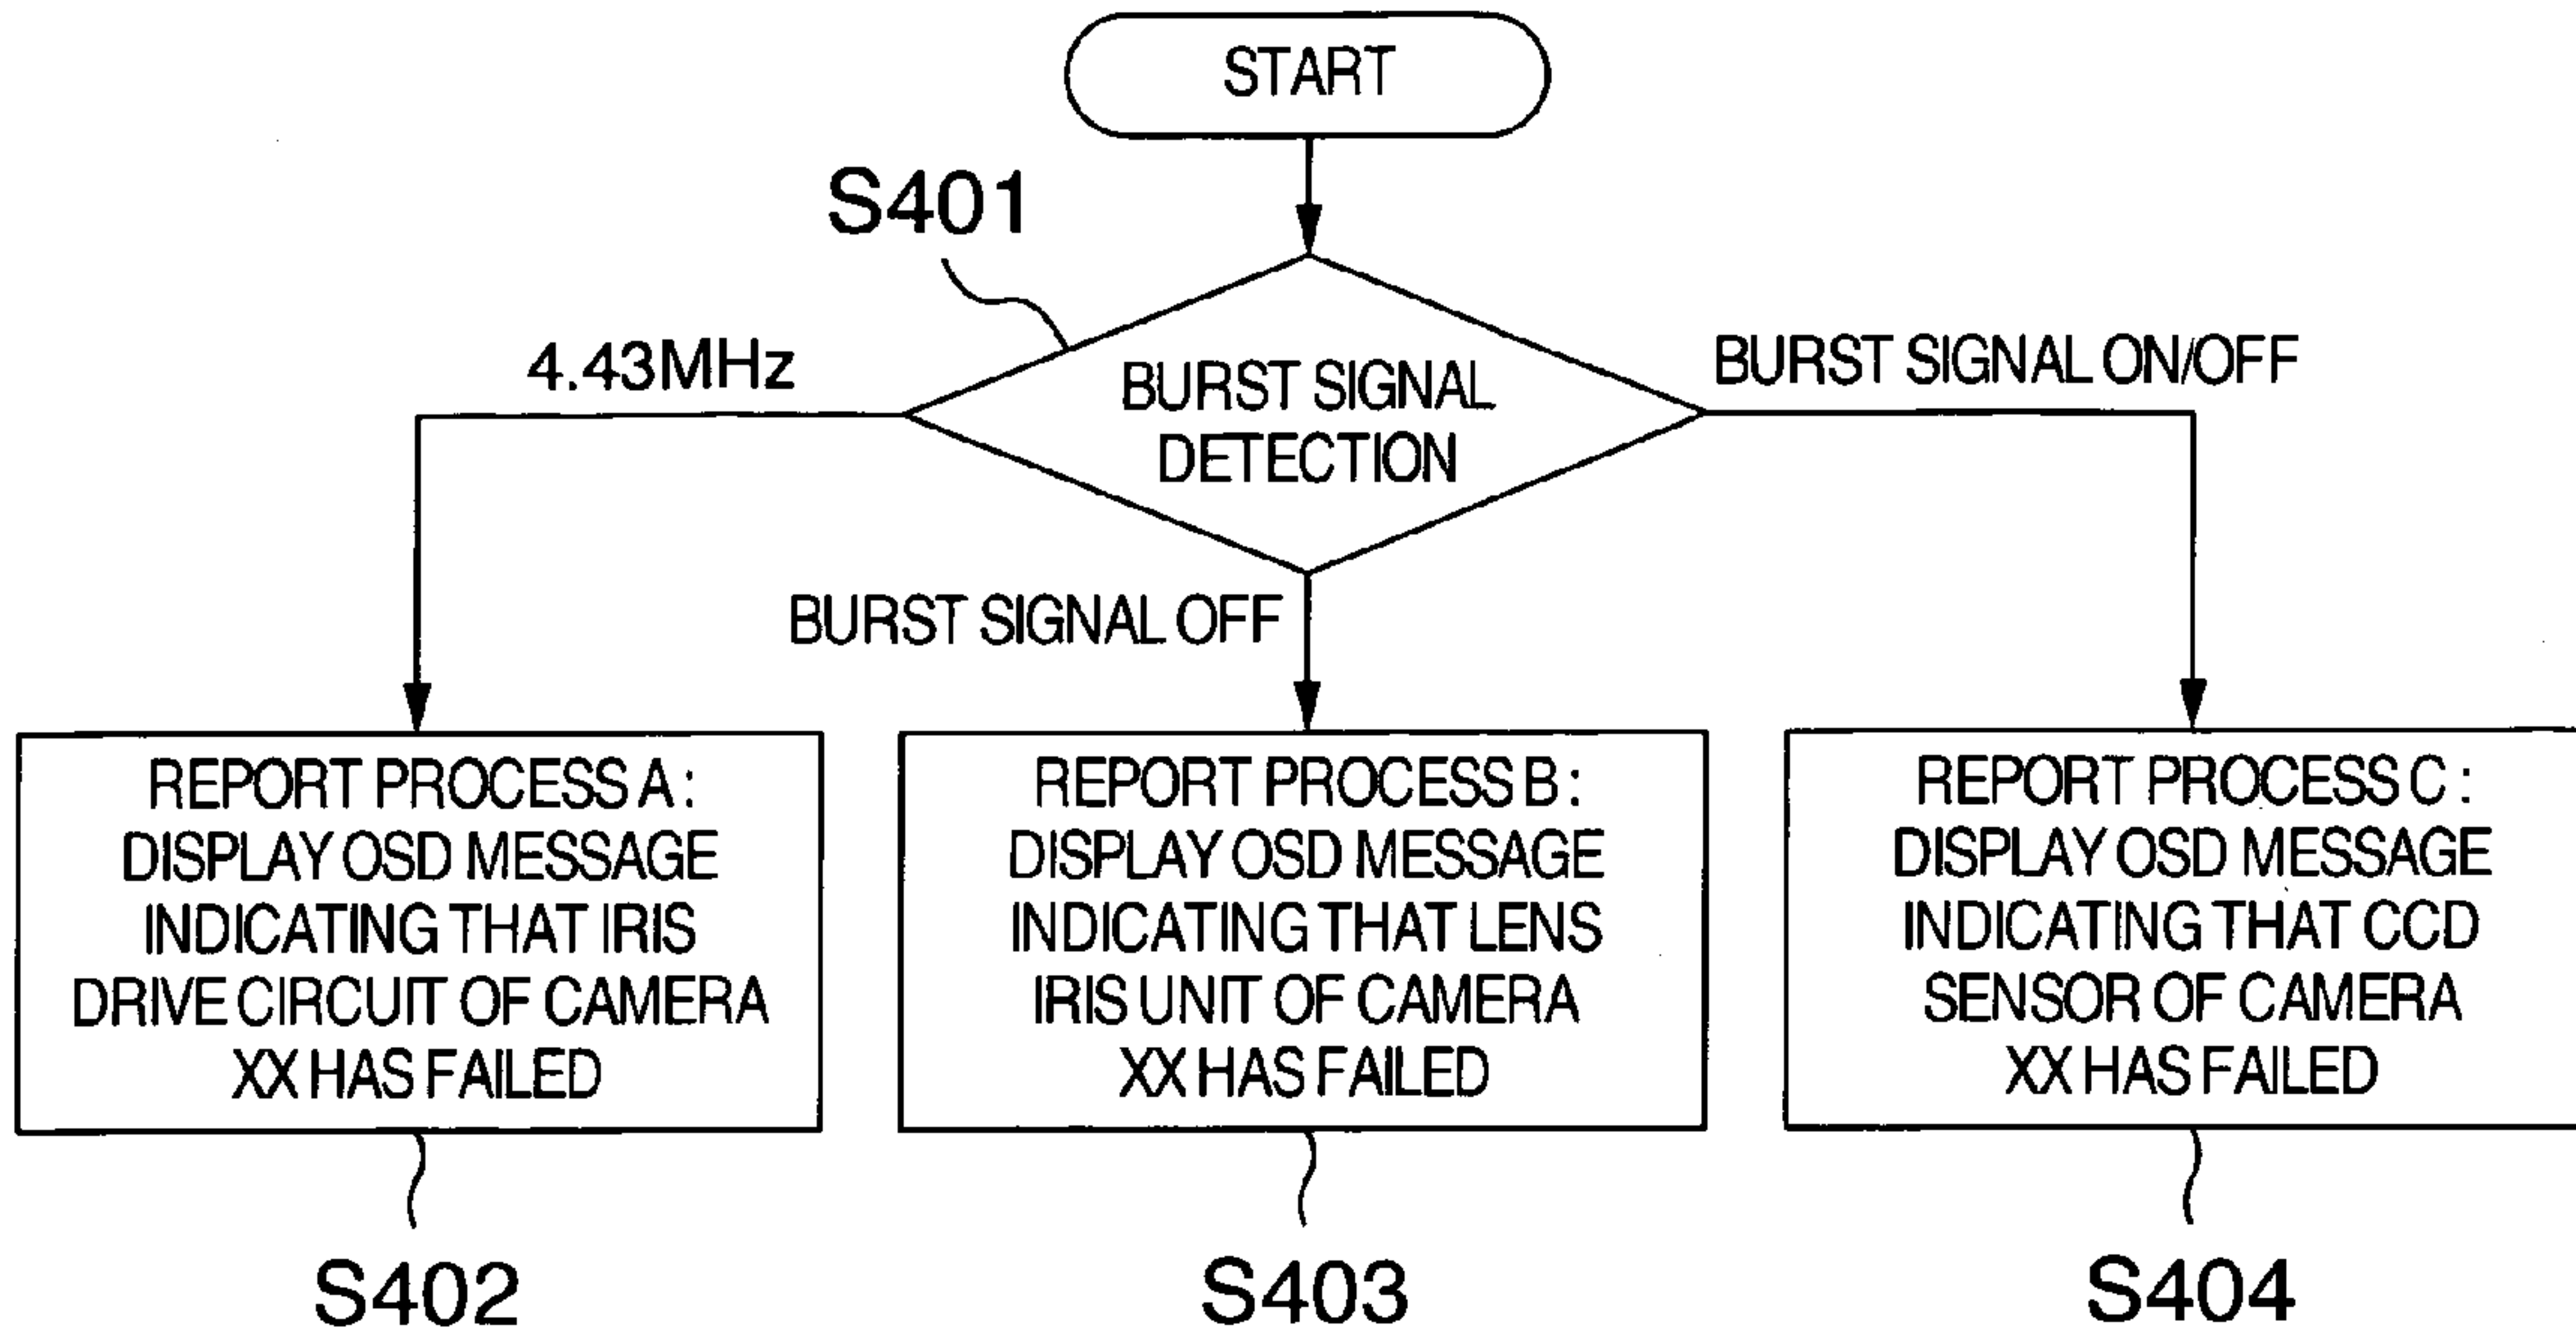 START
S401
4.43MHz
BURST SIGNAL
DETECTION
BURST SIGNAL ON/OFF
BURST SIGNAL OFF
REPORT PROCESS A :
DISPLAY OSD MESSAGE
INDICATING THAT IRIS
DRIVE CIRCUIT OF CAMERA
XX HAS FAILED
REPORT PROCESS B :
DISPLAY OSD MESSAGE
INDICATING THAT LENS
IRIS UNIT OF CAMERA
XX HAS FAILED
REPORT PROCESS C :
DISPLAY OSD MESSAGE
INDICATING THAT CCD
SENSOR OF CAMERA
XX HAS FAILED
S402
S403
S404